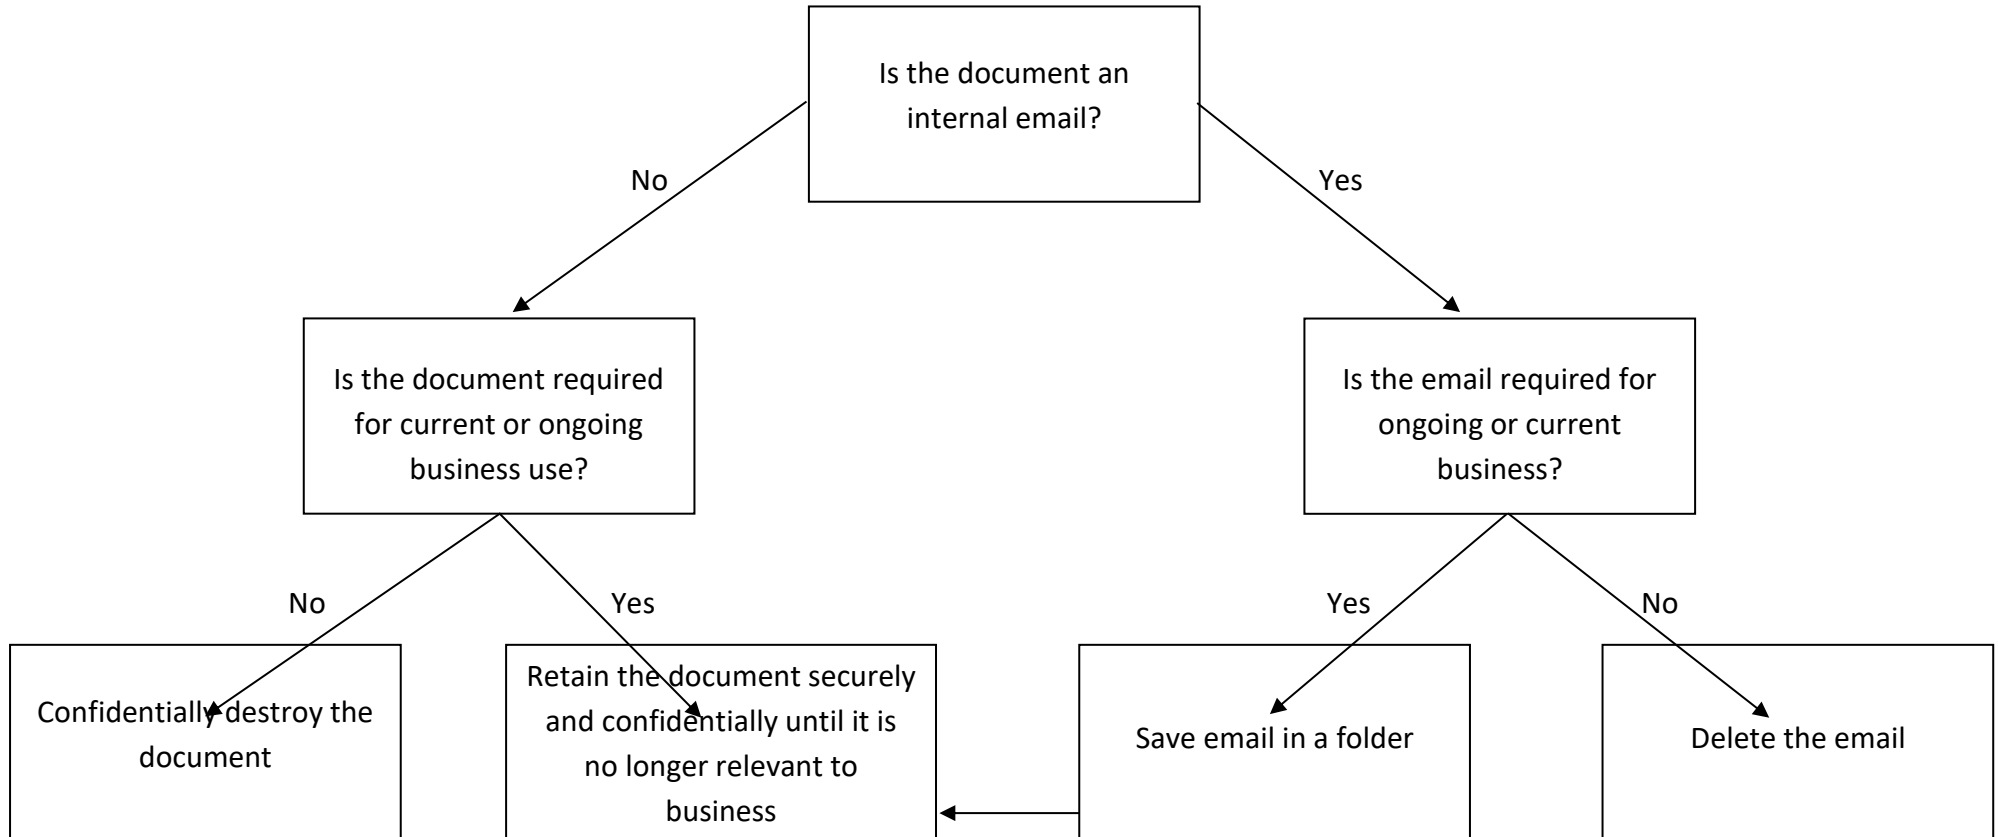 Is the document an
internal email?
No
Yes
Is the document required
for current or ongoing
business use?
Is the email required for
ongoing or current
business?
No
Yes
Yes
No
Confidentially destroy the
document
Retain the document securely
and confidentially until it is
no longer relevant to
business
Save email in a folder
Delete the email